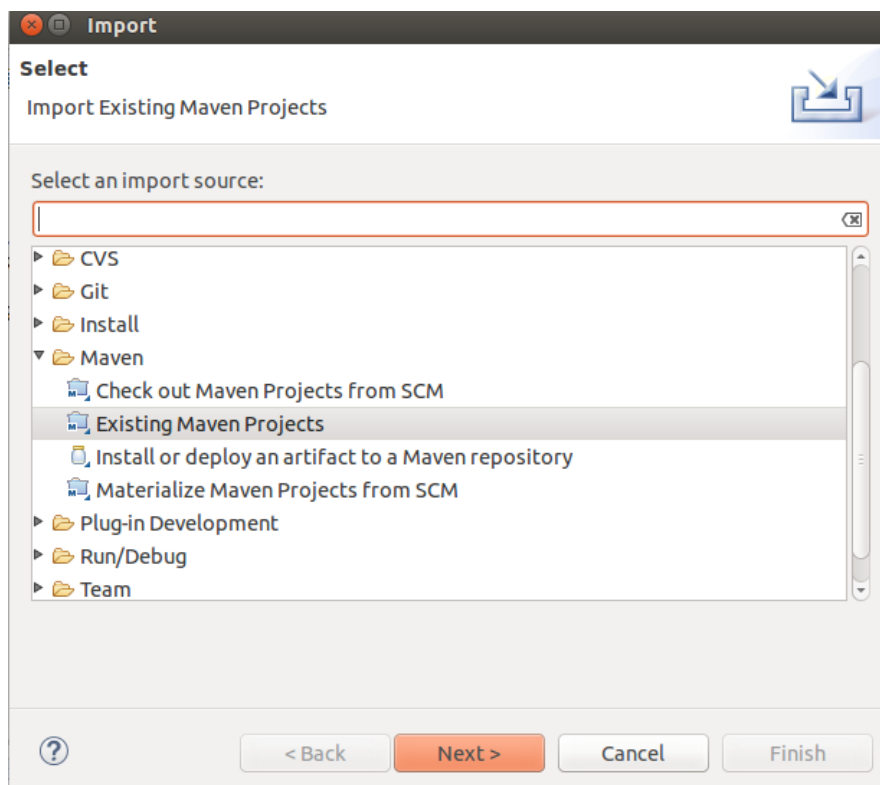 Import
Select
Import Existing Maven Projects
Select an import source:
CVS
Git
Install
Maven
Check out Maven Projects from SCM
Existing Maven Projects
Install or deploy an artifact to a Maven repository
Materialize Maven Projects from SCM
Plug-in Development
Run/Debug
Team
? < Back Next > Cancel Finish